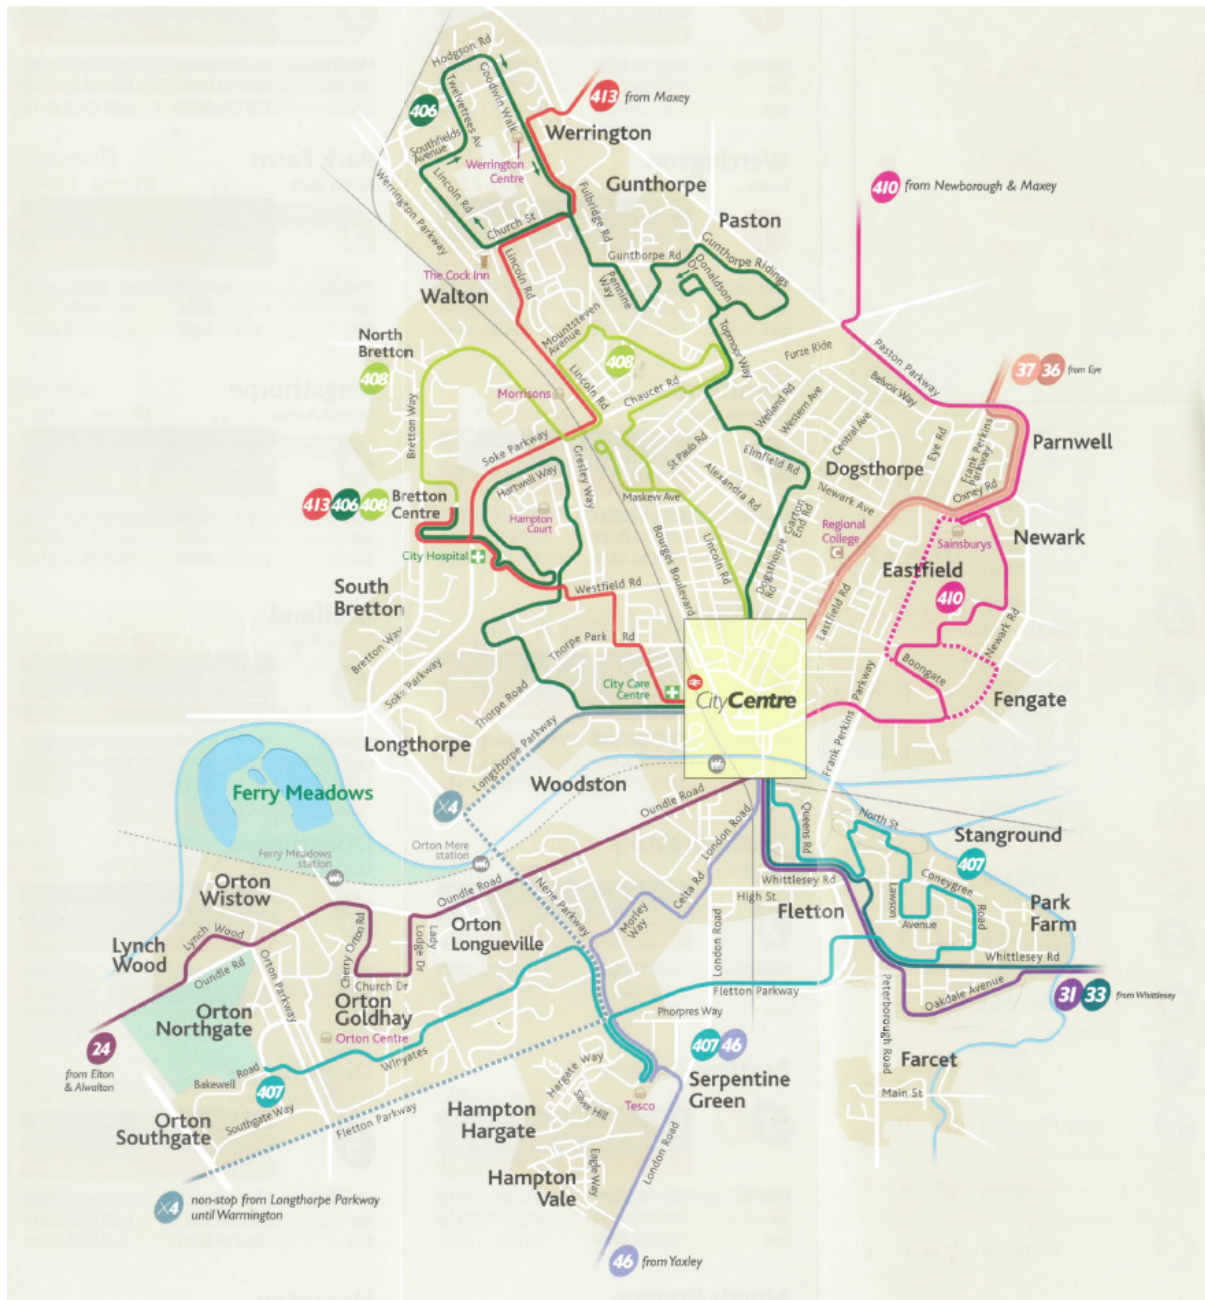 Hodgson Rd
406
Twelvetrees Av
Goodwin Walk
Southfields
Avenue
Werrington
Centre
Lincoln Rd
Church St
Werrington Parkway
The Cock Inn
Walton
413
from Maxey
Werrington
Gunthorpe
Fulbridge Rd
Paston
410
from Newborough & Maxey
Gunthorpe Rd
Gunthorpe Ridings
Donaldson
Dr
Pennine
Way
Lincoln Rd
Mountsteven
Avenue
Topmoor Way
North
Bretton
408
408
Furze Ride
Paston Parkway
Belvoir Way
37
36
from Eye
Morrisons
Lincoln Rd
Chaucer Rd
Welland Rd
Western Ave
Central Ave
Eye Rd
Frank Perkins
Parkway
Parnwell
Bretton Way
Soke Parkway
Gresley Way
St Pauls Rd
Alexandra Rd
Elmfield Rd
Dogsthorpe
Oxney Rd
Hartwell Way
413
406
408
Bretton
Centre
Hampton
Court
Maskew Ave
Newark Ave
Garton
End Rd
Regional
College
Sainsburys
Newark
City Hospital
Bourges Boulevard
Lincoln Rd
Dogsthorpe
Rd
Eastfield
410
South
Bretton
Westfield Rd
Eastfield Rd
Newark Rd
Bretton Way
Thorpe Park
Rd
Boongate
Soke Parkway
Thorpe Road
City Care
Centre
CityCentre
Frank Perkins
Parkway
Fengate
Longthorpe
Longthorpe Parkway
Woodston
Ferry Meadows
X4
Oundle Road
London Road
Queens Rd
North St
Stanground
407
Ferry Meadows
station
Orton Mere
station
Orton
Wistow
Oundle Road
Nene Parkway
Celta Rd
Whittlesey Rd
High St
Fletton
Lawson
Avenue
Coneygree
Road
Park
Farm
Lynch
Wood
Lynch Wood
Oundle Rd
Orton Parkway
Cherry Orton Rd
Lady
Lodge Dr
Orton
Longueville
Morley
Way
London Road
Whittlesey Rd
Church Dr
Orton
Goldhay
Orton
Northgate
Orton Centre
Fletton Parkway
Phorpres Way
Peterborough Road
Oakdale Avenue
31
33
from Whittlesey
24
from Elton
& Alwalton
Bakewell
Road
407
Winyates
Hargate Way
Silver Hill
Tesco
407
46
Serpentine
Green
Farcet
Main St
Orton
Southgate
Southgate Way
Fletton Parkway
Hampton
Hargate
Hampton
Vale
Eagle Way
London Road
X4
non-stop from Longthorpe Parkway
until Warmington
46
from Yaxley